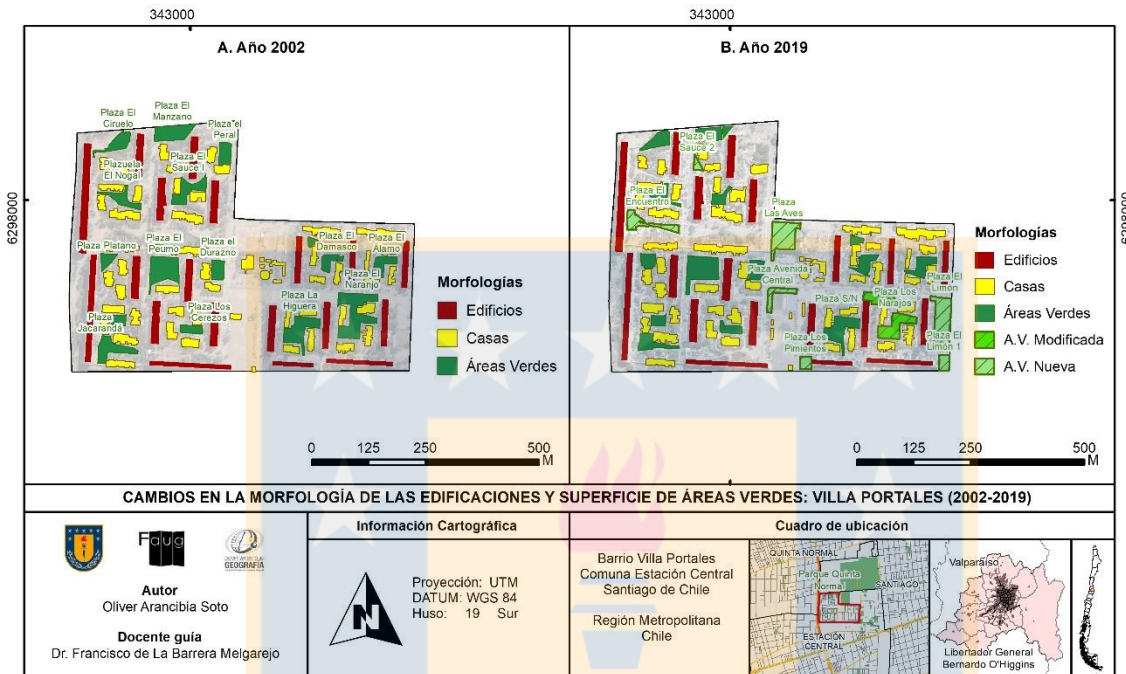 343000
343000
6298000
6298000
A. Año 2002
Plaza El
Ciruelo
Plaza El
Manzano
Plaza el
Peral
Plazuela
El Nogal
Plaza El
Sauce I
Plaza Platano
Plaza El
Peumo
Plaza el
Durazno
Plaza El
Damasco
Plaza El
Alamo
Plaza El
Naranjo
Plaza La
Higuera
Plaza Los
Cerezos
Plaza
Jacarandá
Morfologías
Edificios
Casas
Áreas Verdes
0 125 250 500
M
B. Año 2019
Plaza El
Sauce 2
Plaza El
Encuentro
Plaza
Las Aves
Plaza Avenida
Central
Plaza S/N
Plaza Los
Narajos
Plaza El
Limón
Plaza Los
Pimientos
Plaza El
Limón 1
Morfologías
Edificios
Casas
Áreas Verdes
A.V. Modificada
A.V. Nueva
0 125 250 500
M
CAMBIOS EN LA MORFOLOGÍA DE LAS EDIFICACIONES Y SUPERFICIE DE ÁREAS VERDES: VILLA PORTALES (2002-2019)
Faug
GEOGRAFÍA
Autor
Oliver Arancibia Soto
Docente guía
Dr. Francisco de La Barrera Melgarejo
Información Cartográfica
N
Proyección: UTM
DATUM: WGS 84
Huso: 19 Sur
Barrio Villa Portales
Comuna Estación Central
Santiago de Chile
Región Metropolitana
Chile
Cuadro de ubicación
QUINTA NORMAL
Parque Quinta
Normal
SANTIAGO
ESTACIÓN
CENTRAL
Valparaíso
Libertador General
Bernardo O'Higgins